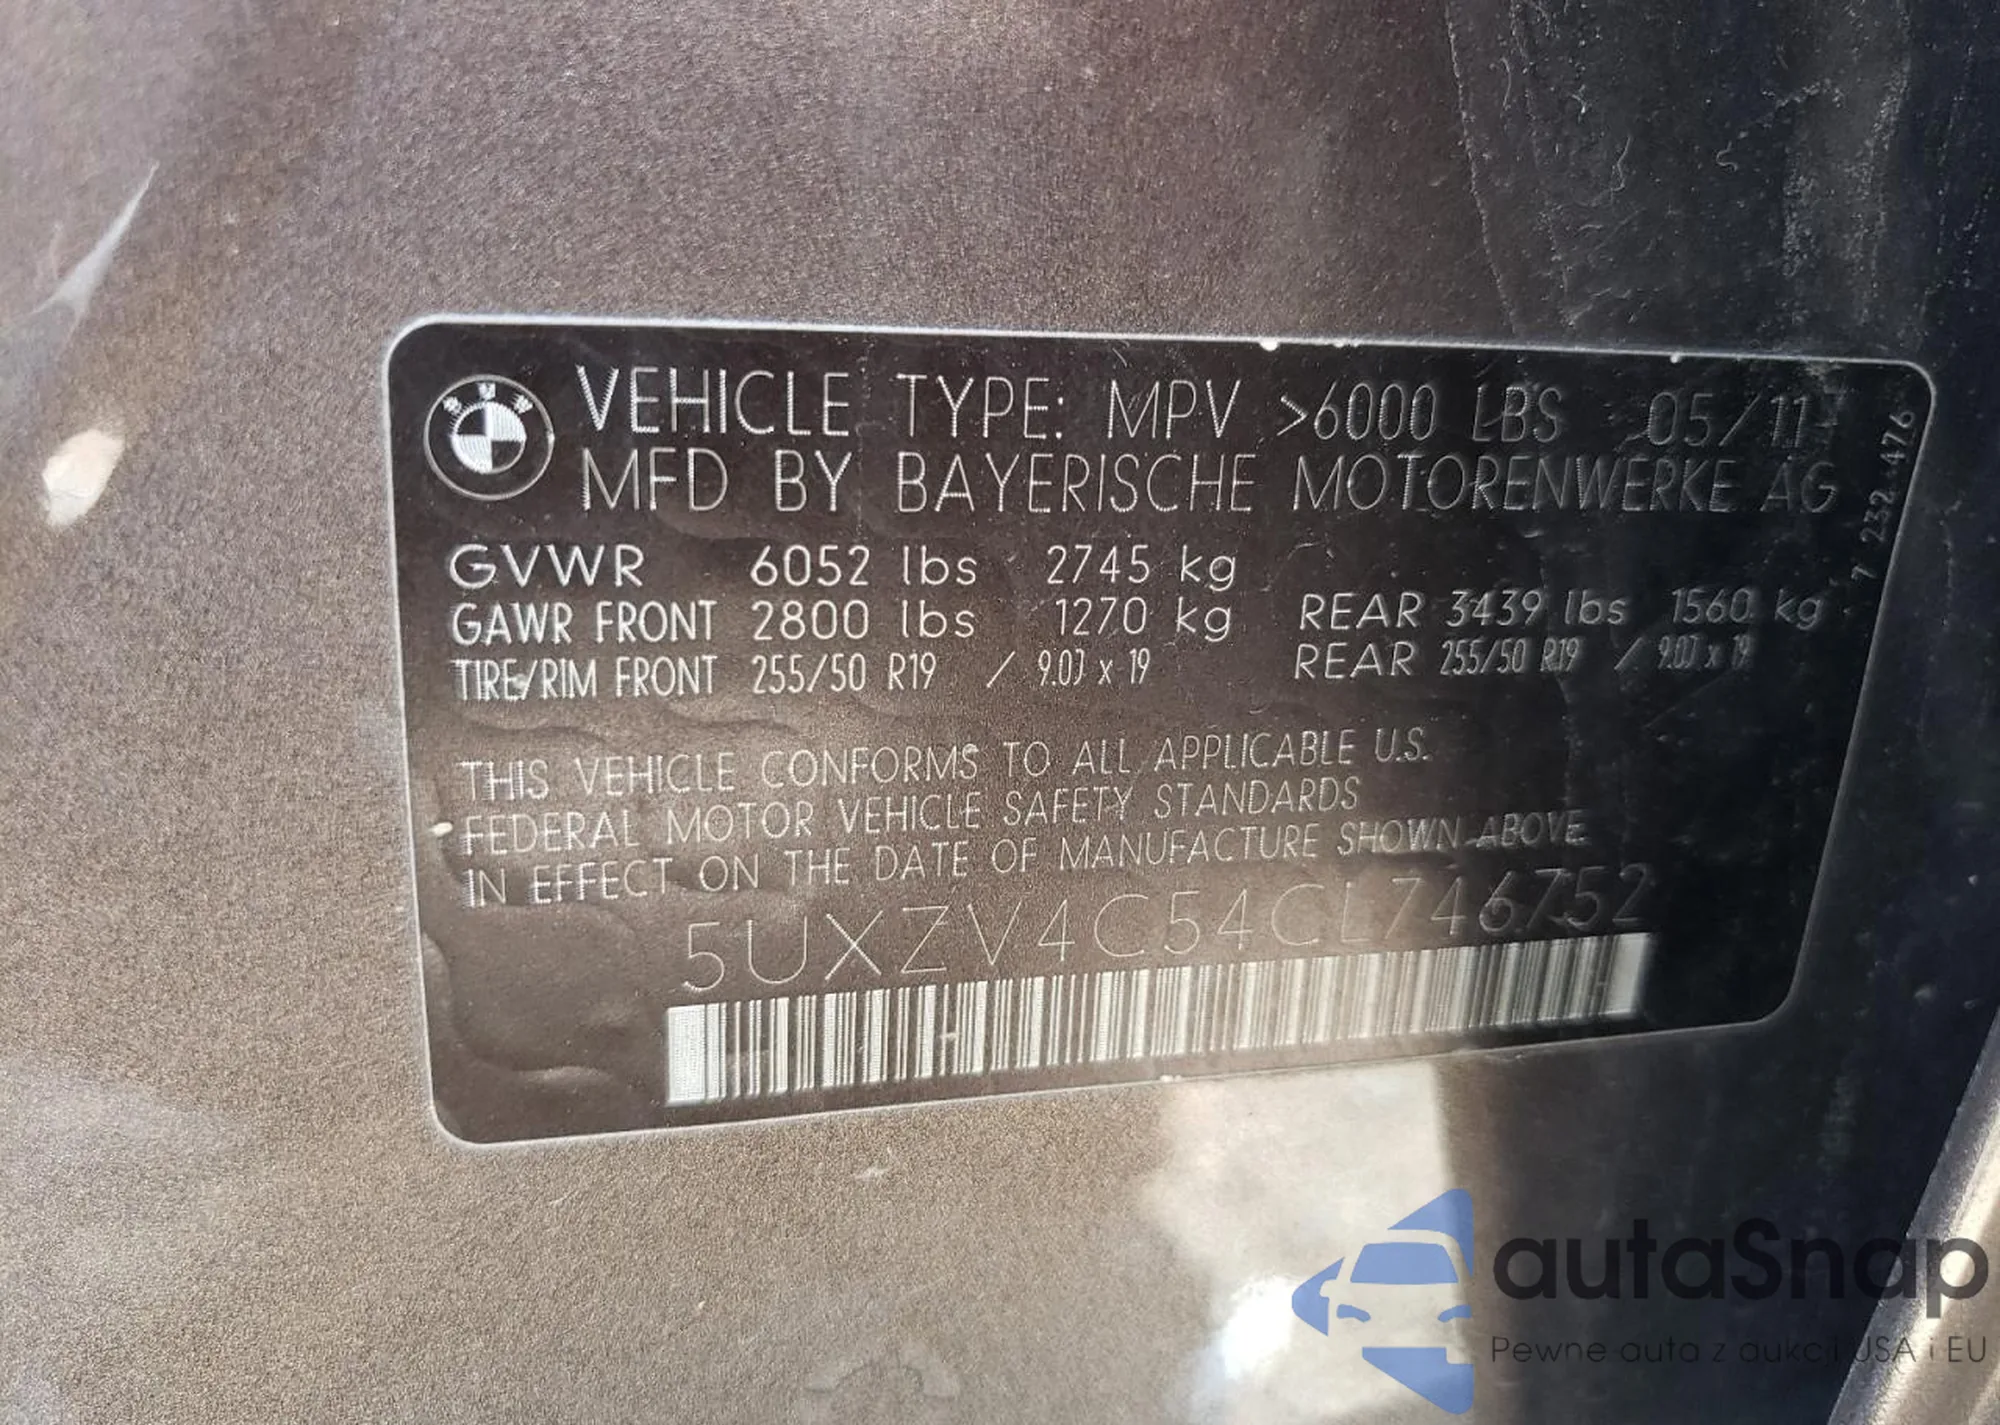 VEHICLE TYPE: MPV >6000 LBS 05/11
MFD BY BAYERISCHE MOTORENWERKE AG
7 232 476
GVWR 6052 lbs 2745 kg
GAWR FRONT 2800 lbs 1270 kg REAR 3439 lbs 1560 kg
TIRE/RIM FRONT 255/50 R19 / 9.0J x 19 REAR 255/50 R19 / 9.0J x 19
THIS VEHICLE CONFORMS TO ALL APPLICABLE U.S.
FEDERAL MOTOR VEHICLE SAFETY STANDARDS
IN EFFECT ON THE DATE OF MANUFACTURE SHOWN ABOVE
5UXZV4C54CL746752
autaSnap
Pewne auta z aukcji USA i EU